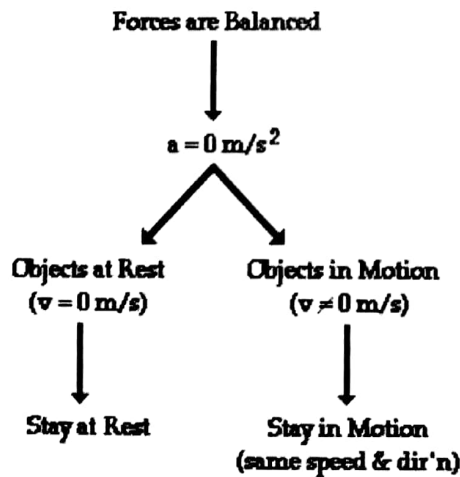 Forces are Balanced
a = 0 m/s²
Objects at Rest
(v = 0 m/s)
Objects in Motion
(v ≠ 0 m/s)
Stay at Rest
Stay in Motion
(same speed & dir'n)